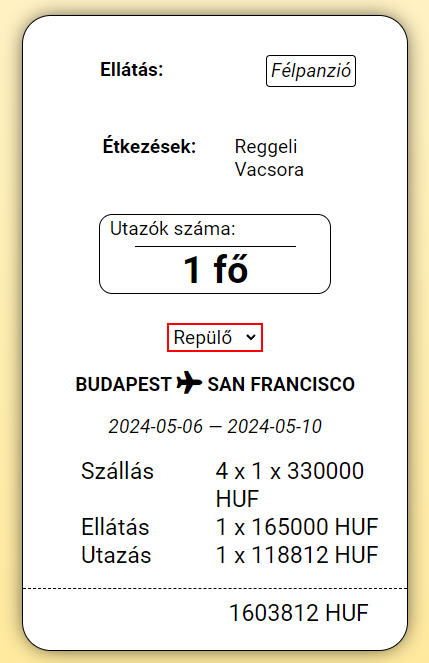 Ellátás: Félpanzió
Étkezések: Reggeli
Vacsora
Utazók száma:
1 fő
Repülő
BUDAPEST SAN FRANCISCO
2024-05-06 — 2024-05-10
Szállás 4 x 1 x 330000
HUF
Ellátás 1 x 165000 HUF
Utazás 1 x 118812 HUF
1603812 HUF